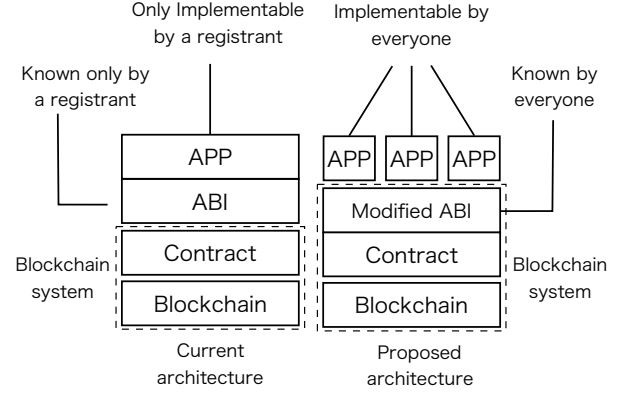 Only Implementable
by a registrant
Implementable by
everyone
Known only by
a registrant
Known by
everyone
APP
ABI
Contract
Blockchain
Blockchain
system
Current
architecture
APP
APP
APP
Modified ABI
Contract
Blockchain
Blockchain
system
Proposed
architecture